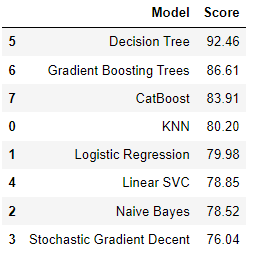 Model Score
5 Decision Tree 92.46
6 Gradient Boosting Trees 86.61
7 CatBoost 83.91
0 KNN 80.20
1 Logistic Regression 79.98
4 Linear SVC 78.85
2 Naive Bayes 78.52
3 Stochastic Gradient Decent 76.04